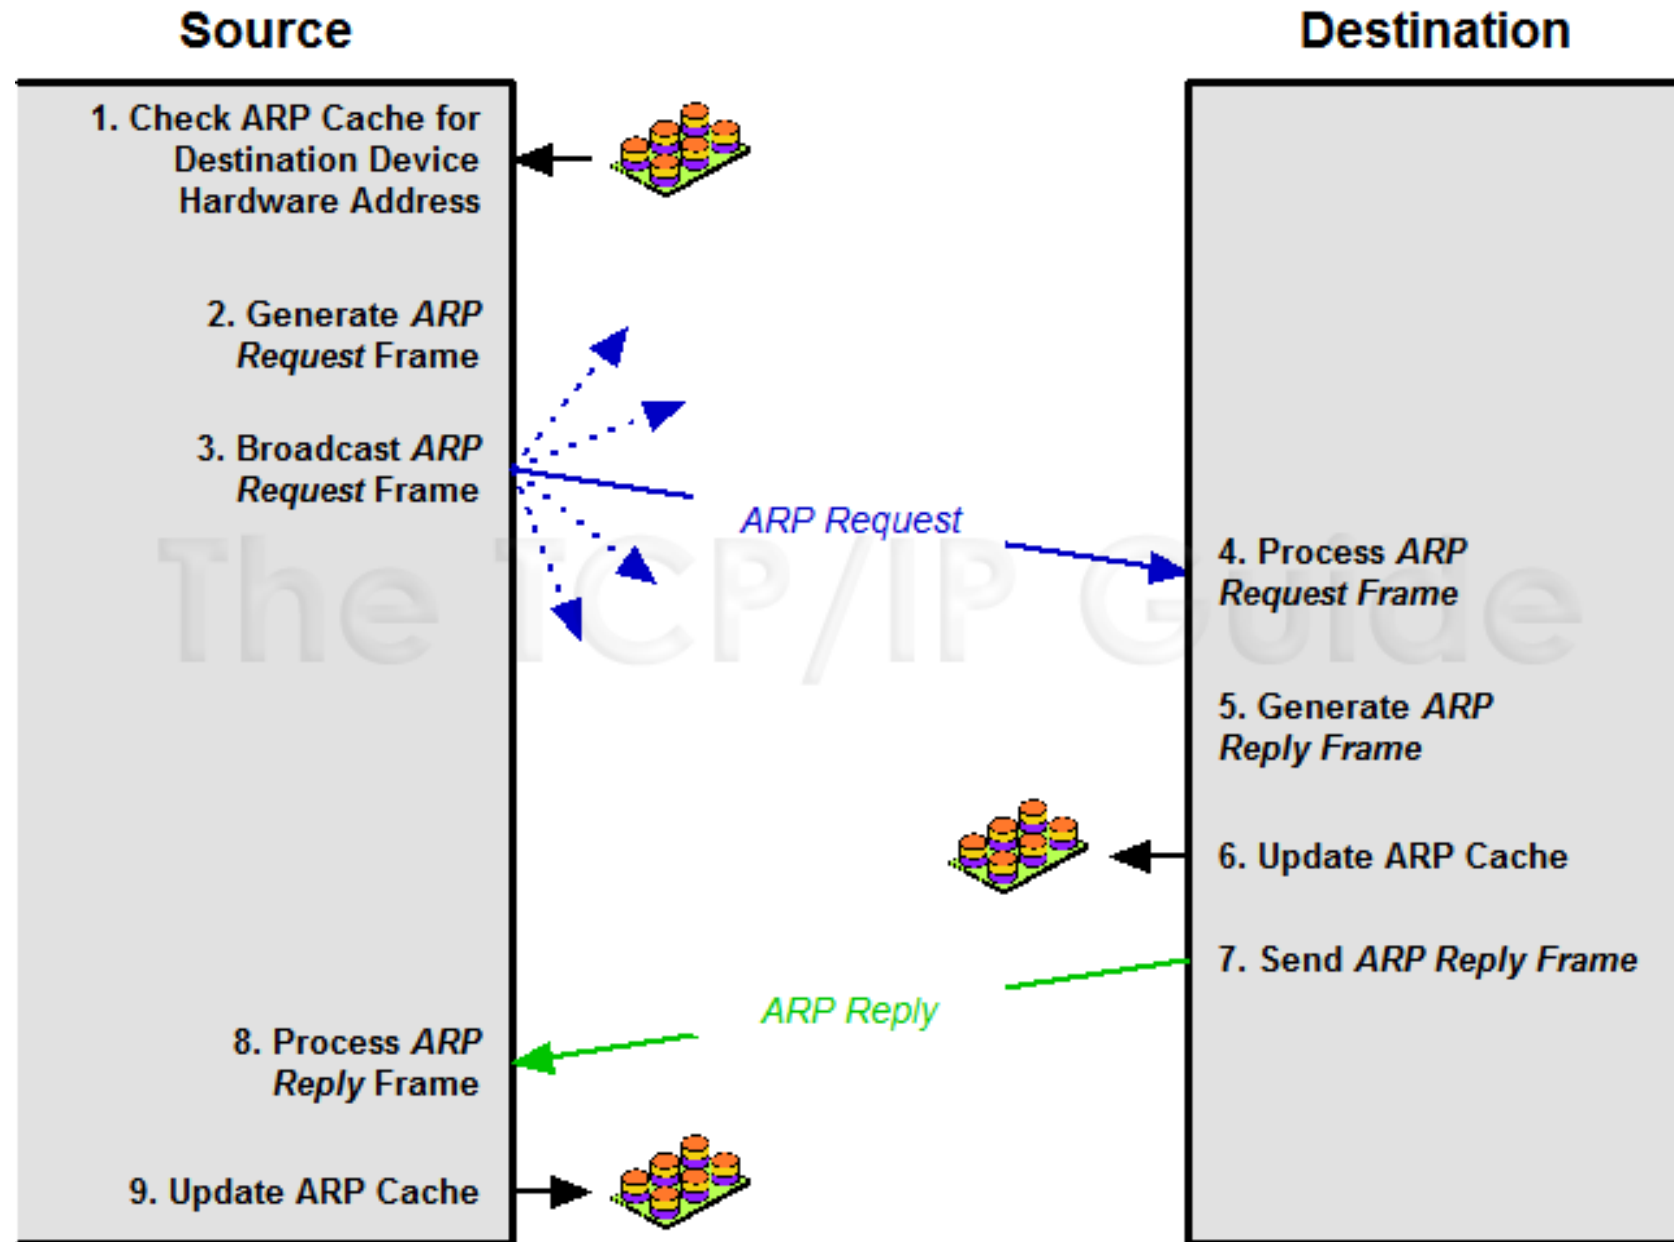 Source
Destination
1. Check ARP Cache for
Destination Device
Hardware Address
2. Generate ARP
Request Frame
3. Broadcast ARP
Request Frame
ARP Request
The TCP/IP Guide
4. Process ARP
Request Frame
5. Generate ARP
Reply Frame
6. Update ARP Cache
7. Send ARP Reply Frame
ARP Reply
8. Process ARP
Reply Frame
9. Update ARP Cache